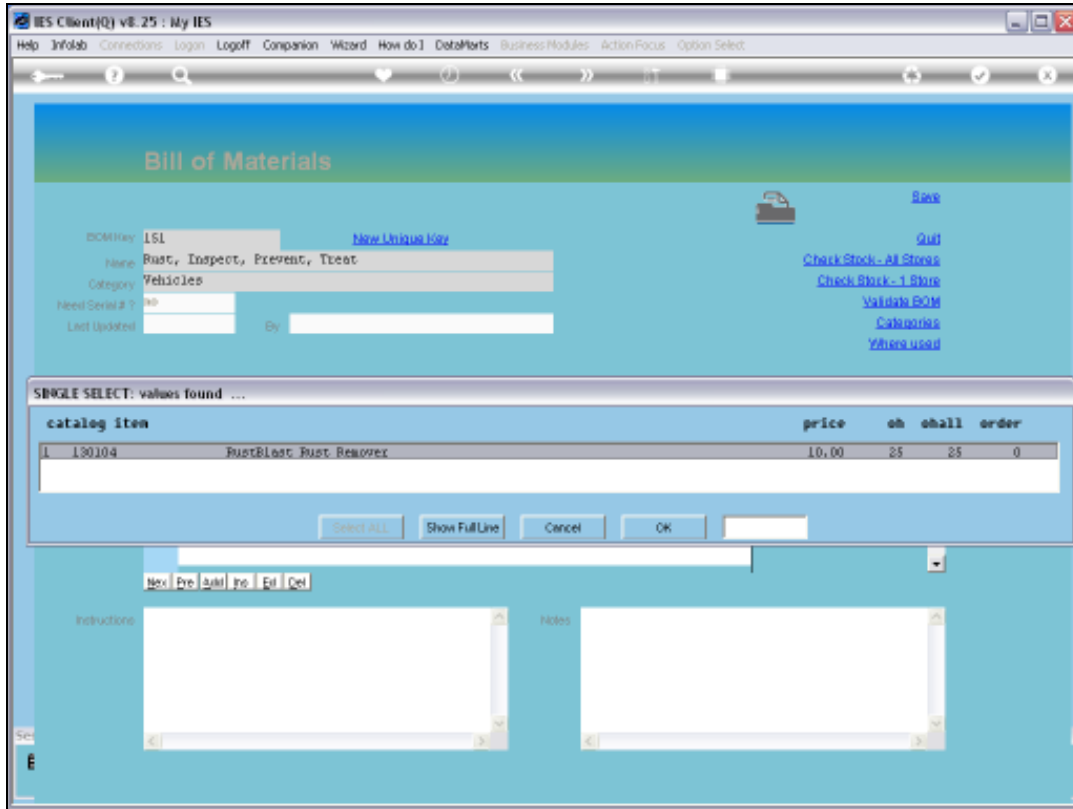 IES Client(Q) v8.25 : My IES
Help Infolab Connections Logon Logoff Companion Wizard How do I DataMarts Business Modules Action Focus Option Select
Bill of Materials
Save
BOM Key 151 New Unique Key Quit
Name Rust, Inspect, Prevent, Treat Check Stock - All Stores
Category Vehicles Check Stock - 1 Store
Need Serial # ? no Validate BOM
Last Updated By Categories
Where used
SINGLE SELECT: values found ...
catalog item price oh ohall order
1 130104 RustBlast Rust Remover 10.00 25 25 0
Select ALL Show Full Line Cancel OK
Nex Pre Add Ins Ed Del
Instructions Notes